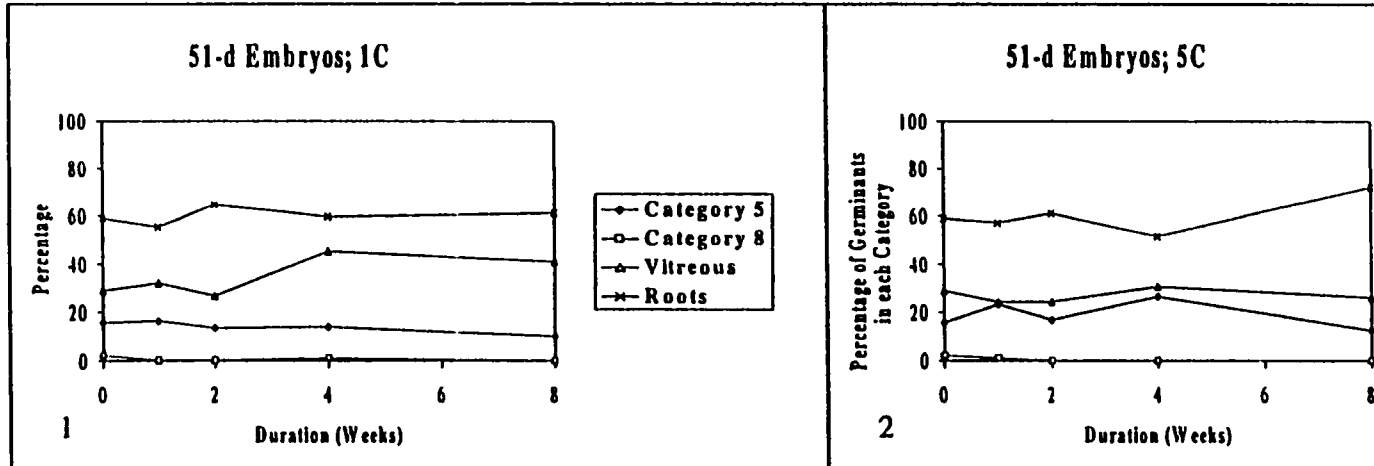 51-d Embryos; 1C
Percentage
100
80
60
40
20
0
0
2
4
6
8
Duration (Weeks)
1
Category 5
Category 8
Vitreous
Roots
51-d Embryos; 5C
Percentage of Germinants
in each Category
100
80
60
40
20
0
0
2
4
6
8
Duration (Weeks)
2